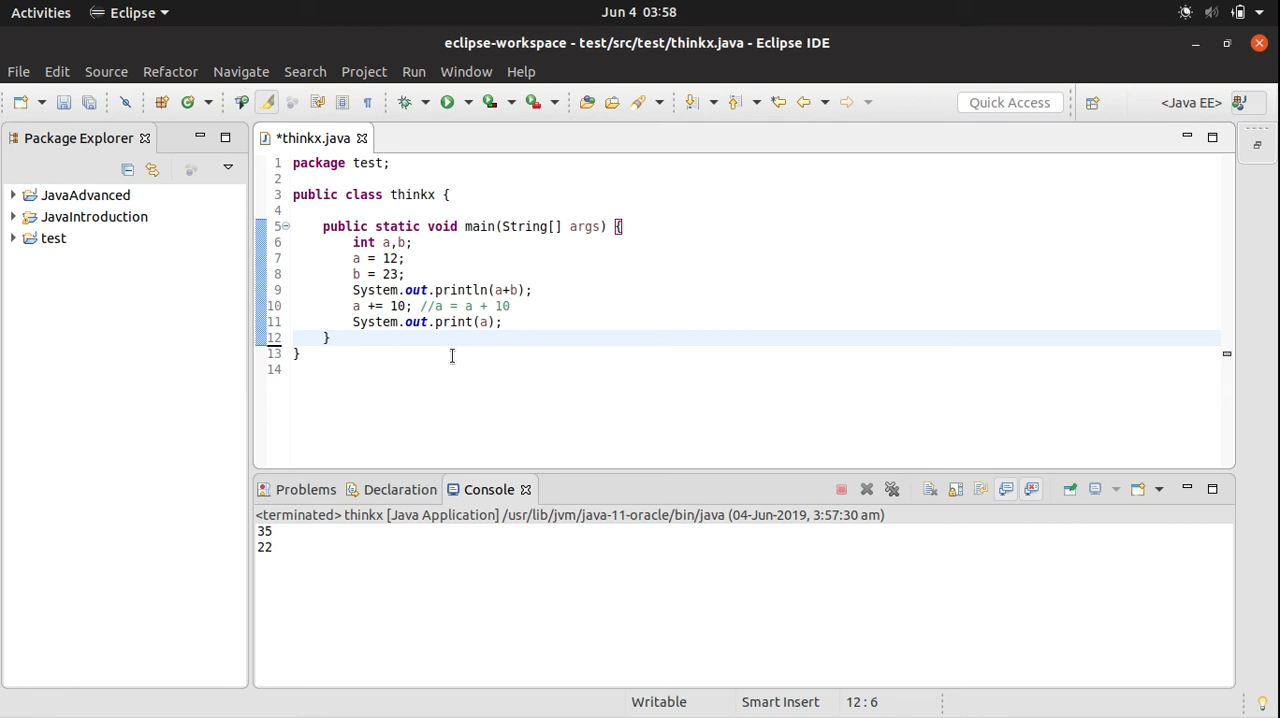 Activities Eclipse Jun 4 03:58
eclipse-workspace - test/src/test/thinkx.java - Eclipse IDE
File Edit Source Refactor Navigate Search Project Run Window Help
Quick Access <Java EE>
Package Explorer
JavaAdvanced
JavaIntroduction
test
*thinkx.java
1 package test;
2
3 public class thinkx {
4
5 public static void main(String[] args) {
6 int a,b;
7 a = 12;
8 b = 23;
9 System.out.println(a+b);
10 a += 10; //a = a + 10
11 System.out.print(a);
12 }
13 }
14
Problems Declaration Console
<terminated> thinkx [Java Application] /usr/lib/jvm/java-11-oracle/bin/java (04-Jun-2019, 3:57:30 am)
35
22
Writable Smart Insert 12 : 6